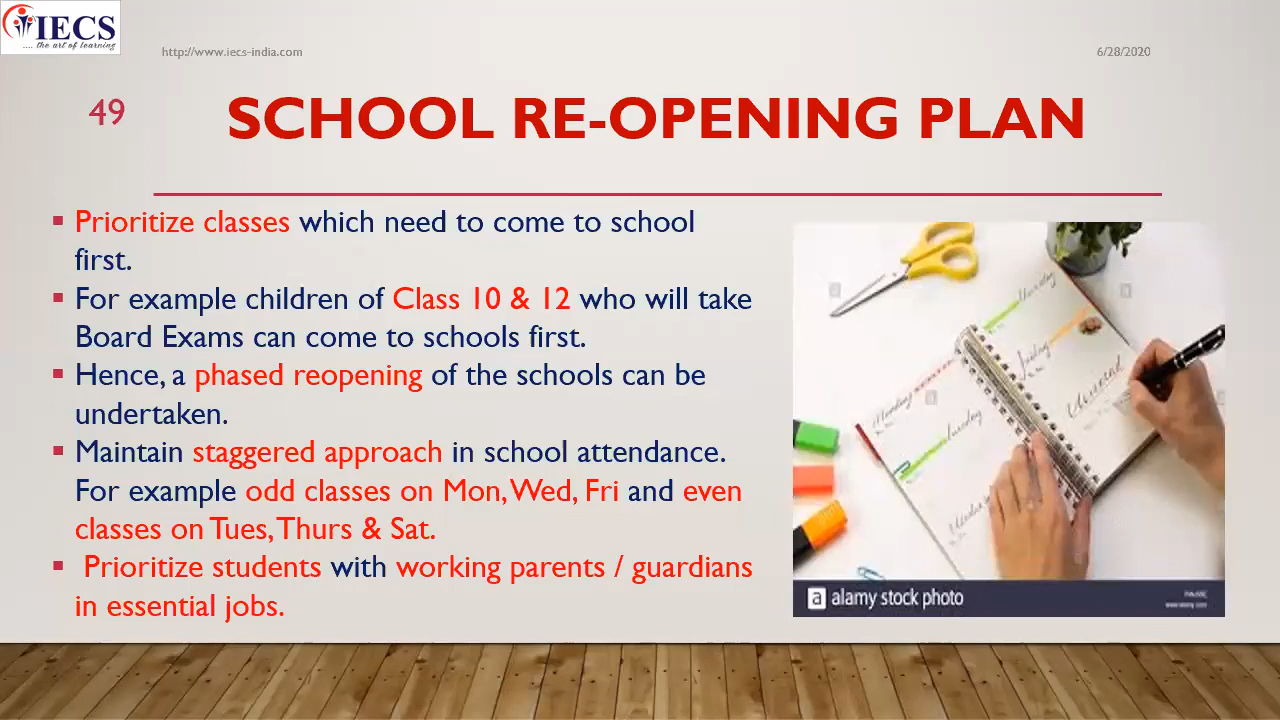 IECS
.... the art of learning
http://www.iecs-india.com
6/28/2020
49
SCHOOL RE-OPENING PLAN
▪ Prioritize classes which need to come to school
first.
▪ For example children of Class 10 & 12 who will take
Board Exams can come to schools first.
▪ Hence, a phased reopening of the schools can be
undertaken.
▪ Maintain staggered approach in school attendance.
For example odd classes on Mon, Wed, Fri and even
classes on Tues, Thurs & Sat.
▪ Prioritize students with working parents / guardians
in essential jobs.
Thursday
Friday
Monday
Tuesday
a alamy stock photo